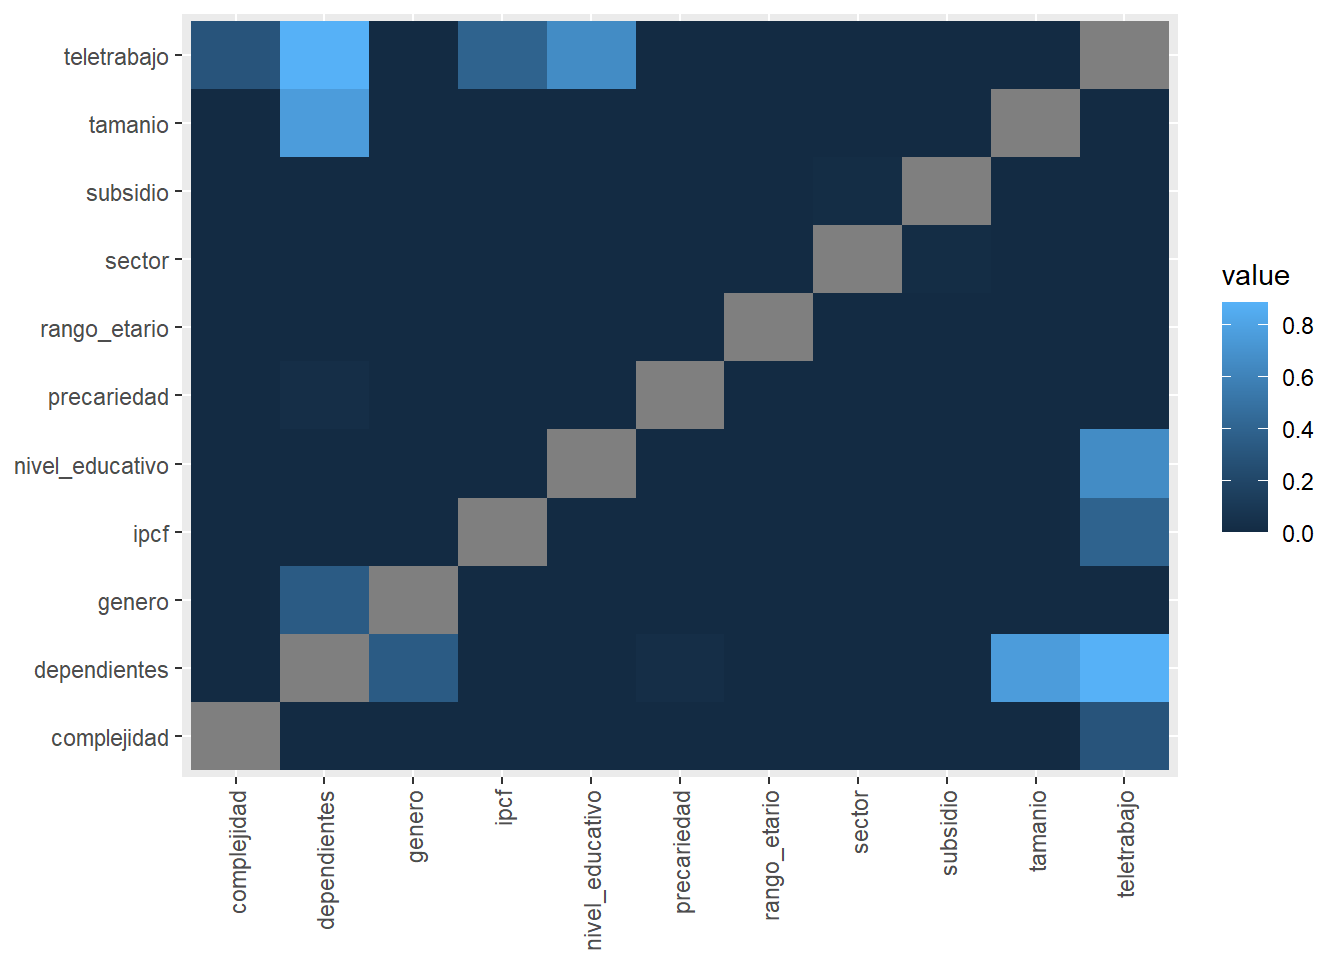 teletrabajo
tamanio
subsidio
sector
rango_etario
precariedad
nivel_educativo
ipcf
genero
dependientes
complejidad
complejidad
dependientes
genero
ipcf
nivel_educativo
precariedad
rango_etario
sector
subsidio
tamanio
teletrabajo
value
0.8
0.6
0.4
0.2
0.0